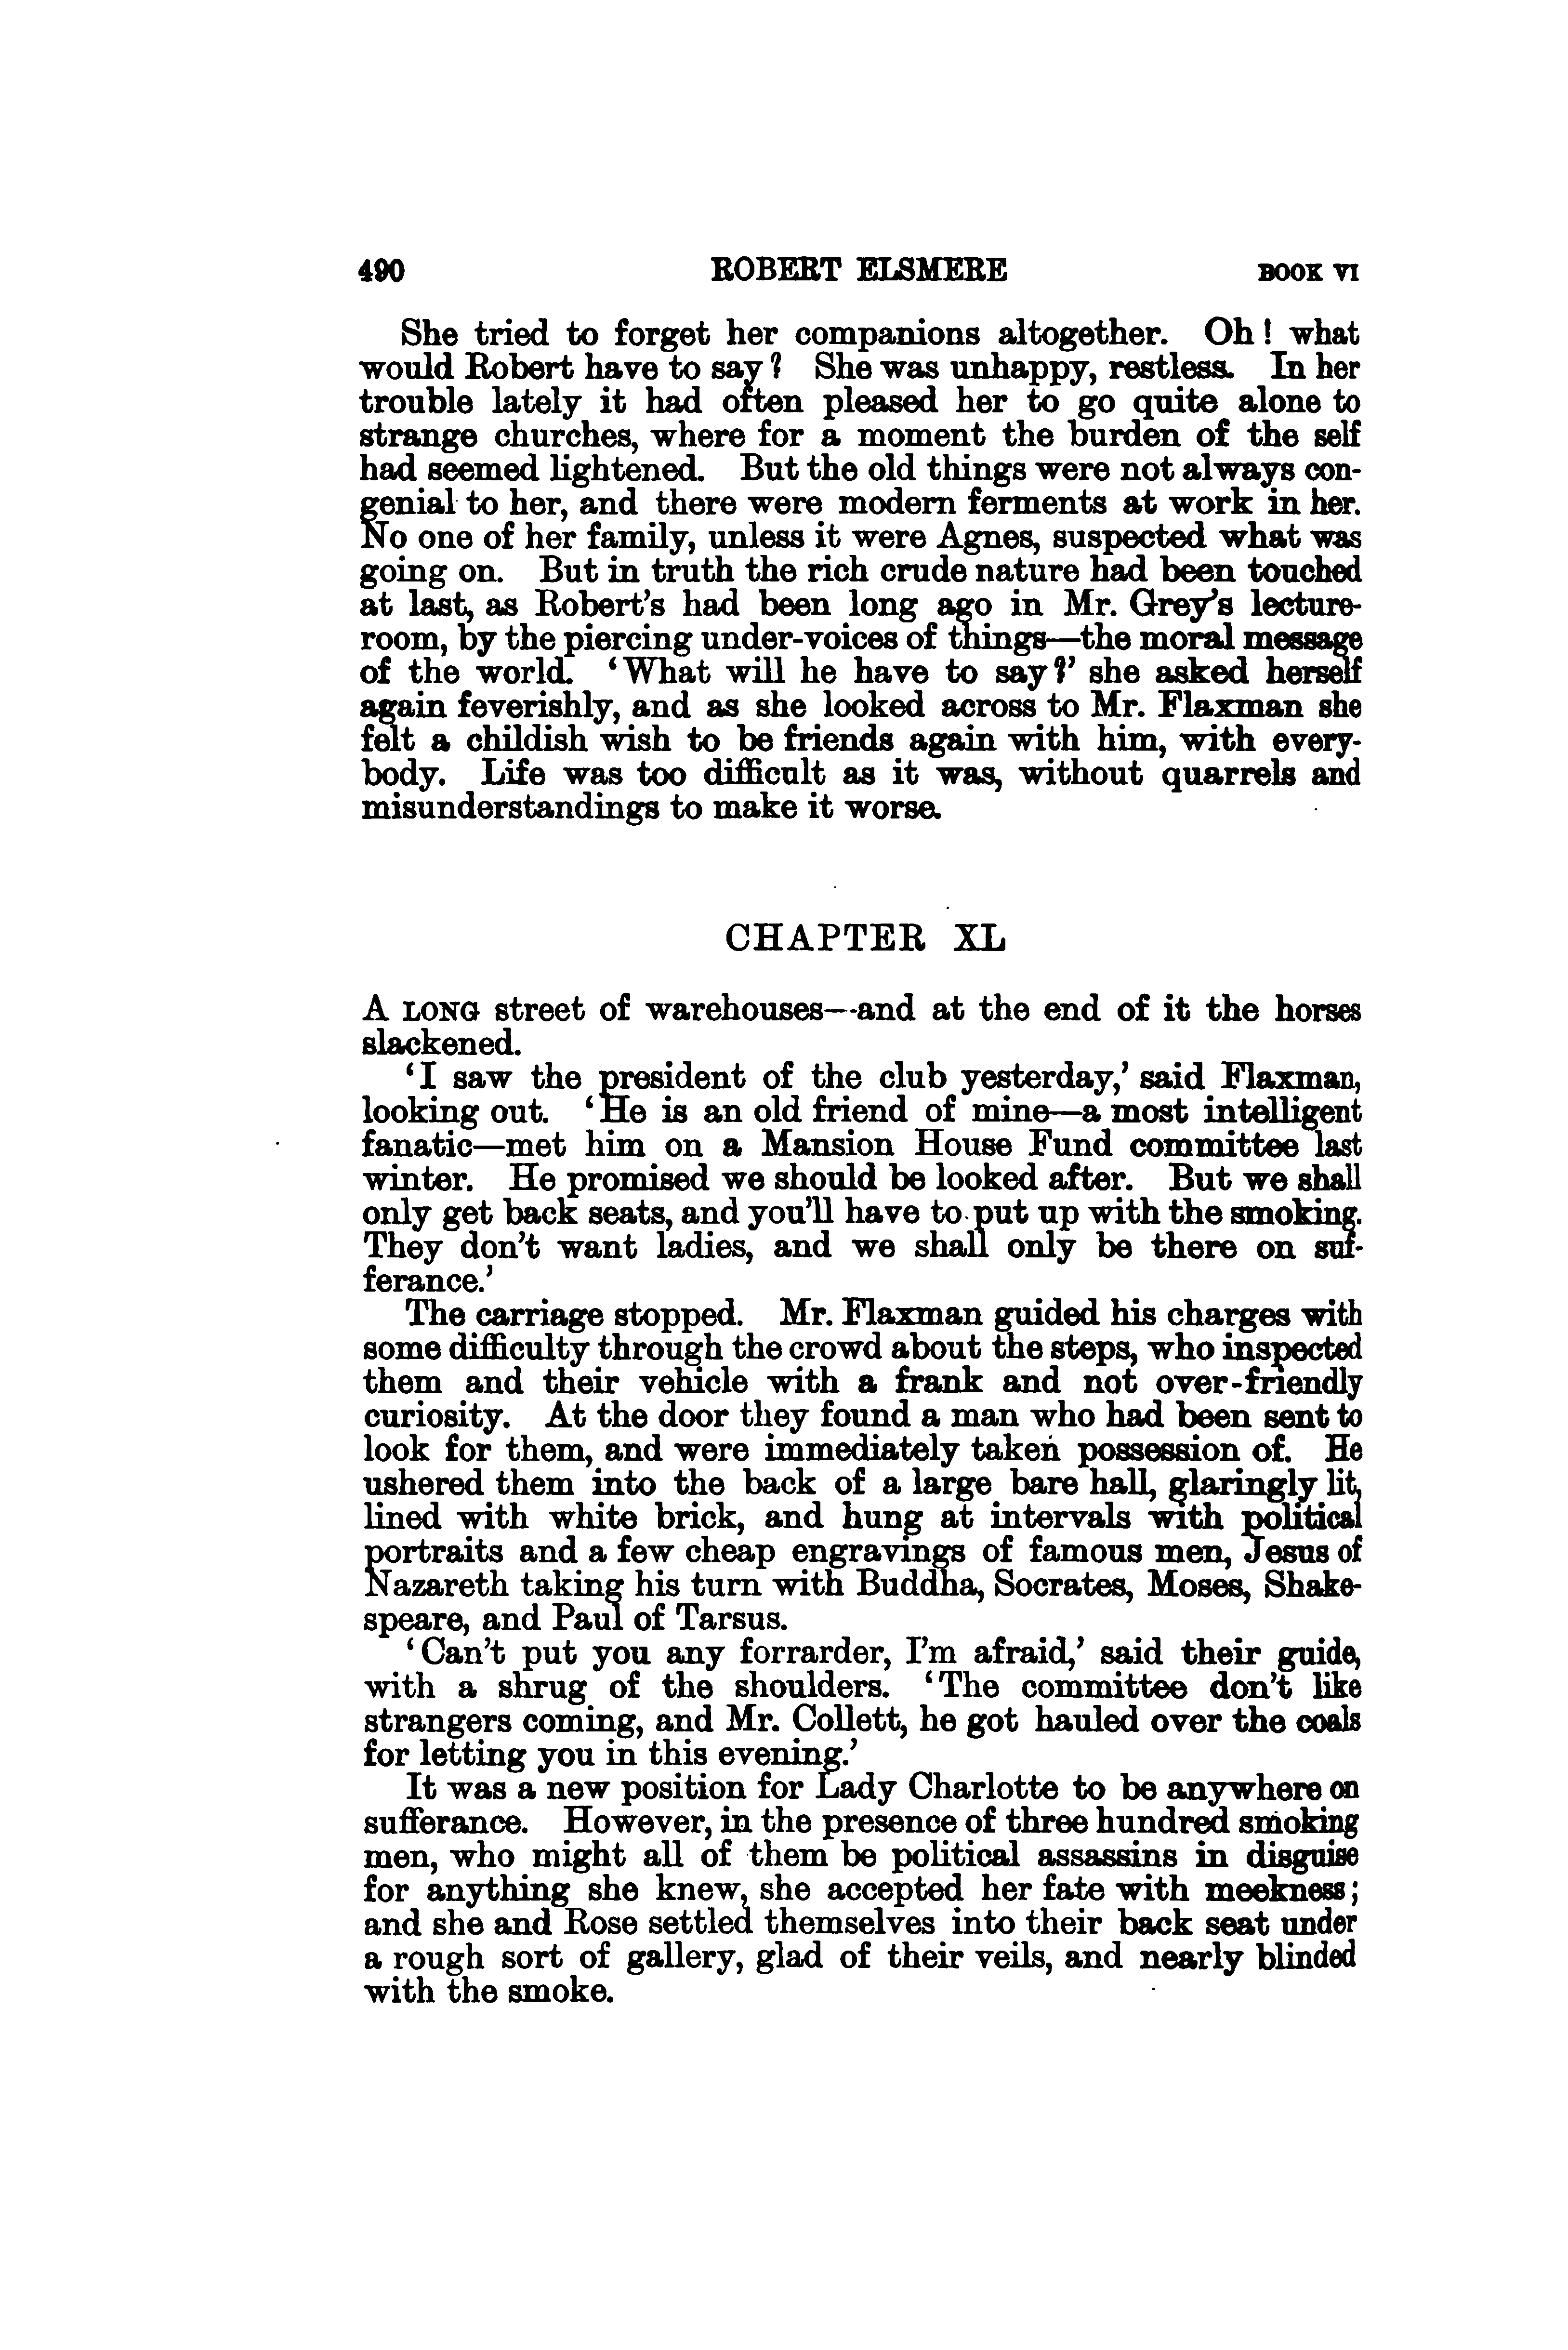 490 ROBERT ELSMERE BOOK VI
She tried to forget her companions altogether. Oh! what
would Robert have to say? She was unhappy, restless. In her
trouble lately it had often pleased her to go quite alone to
strange churches, where for a moment the burden of the self
had seemed lightened. But the old things were not always con-
genial to her, and there were modern ferments at work in her.
No one of her family, unless it were Agnes, suspected what was
going on. But in truth the rich crude nature had been touched
at last, as Robert's had been long ago in Mr. Grey's lecture-
room, by the piercing under-voices of things—the moral message
of the world. 'What will he have to say?' she asked herself
again feverishly, and as she looked across to Mr. Flaxman she
felt a childish wish to be friends again with him, with every-
body. Life was too difficult as it was, without quarrels and
misunderstandings to make it worse.
CHAPTER XL
A LONG street of warehouses—and at the end of it the horses
slackened.
'I saw the president of the club yesterday,' said Flaxman,
looking out. 'He is an old friend of mine—a most intelligent
fanatic—met him on a Mansion House Fund committee last
winter. He promised we should be looked after. But we shall
only get back seats, and you'll have to put up with the smoking.
They don't want ladies, and we shall only be there on suf-
ferance.'
The carriage stopped. Mr. Flaxman guided his charges with
some difficulty through the crowd about the steps, who inspected
them and their vehicle with a frank and not over-friendly
curiosity. At the door they found a man who had been sent to
look for them, and were immediately taken possession of. He
ushered them into the back of a large bare hall, glaringly lit,
lined with white brick, and hung at intervals with political
portraits and a few cheap engravings of famous men, Jesus of
Nazareth taking his turn with Buddha, Socrates, Moses, Shake-
speare, and Paul of Tarsus.
'Can't put you any forrarder, I'm afraid,' said their guide,
with a shrug of the shoulders. 'The committee don't like
strangers coming, and Mr. Collett, he got hauled over the coals
for letting you in this evening.'
It was a new position for Lady Charlotte to be anywhere on
sufferance. However, in the presence of three hundred smoking
men, who might all of them be political assassins in disguise
for anything she knew, she accepted her fate with meekness;
and she and Rose settled themselves into their back seat under
a rough sort of gallery, glad of their veils, and nearly blinded
with the smoke.